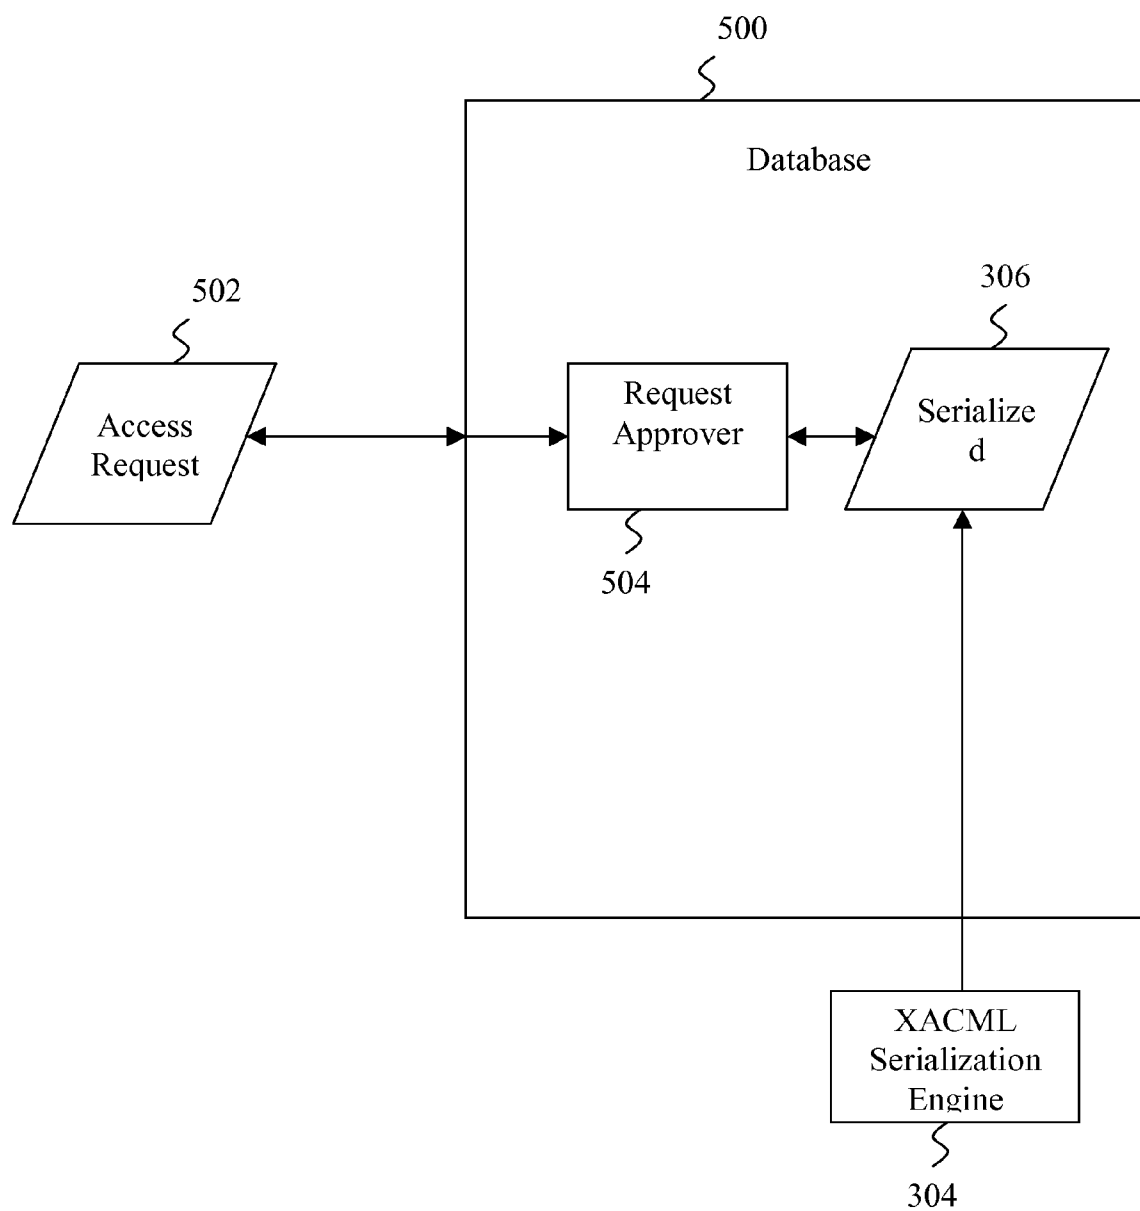 500
Database
502
306
Access
Request
Request
Approver
Serialize
d
504
XACML
Serialization
Engine
304